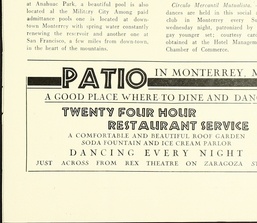 at Anahuac Park, a beautiful pool is also
located at the Military City Among paid
admittance pools one is located at down-
town Monterrey with spring water constantly
renewing the reservoir and another one at
San Francisco, a few miles from down-town,
in the heart of the mountains.
Circulo Mercantil Mutualista.
dances are held in this social
club in Monterrey every Sun
nesday night, patronized by
gay younger set; courtesy cards
obtained at the Hotel Manage
Chamber of Commerce.
PATIO IN MONTERREY, M
A GOOD PLACE WHERE TO DINE AND DANC
TWENTY FOUR HOUR
RESTAURANT SERVICE
A COMFORTABLE AND BEAUTIFUL ROOF GARDEN
SODA FOUNTAIN AND ICE CREAM PARLOR
DANCING EVERY NIGHT
JUST ACROSS FROM REX THEATRE ON ZARAGOZA S